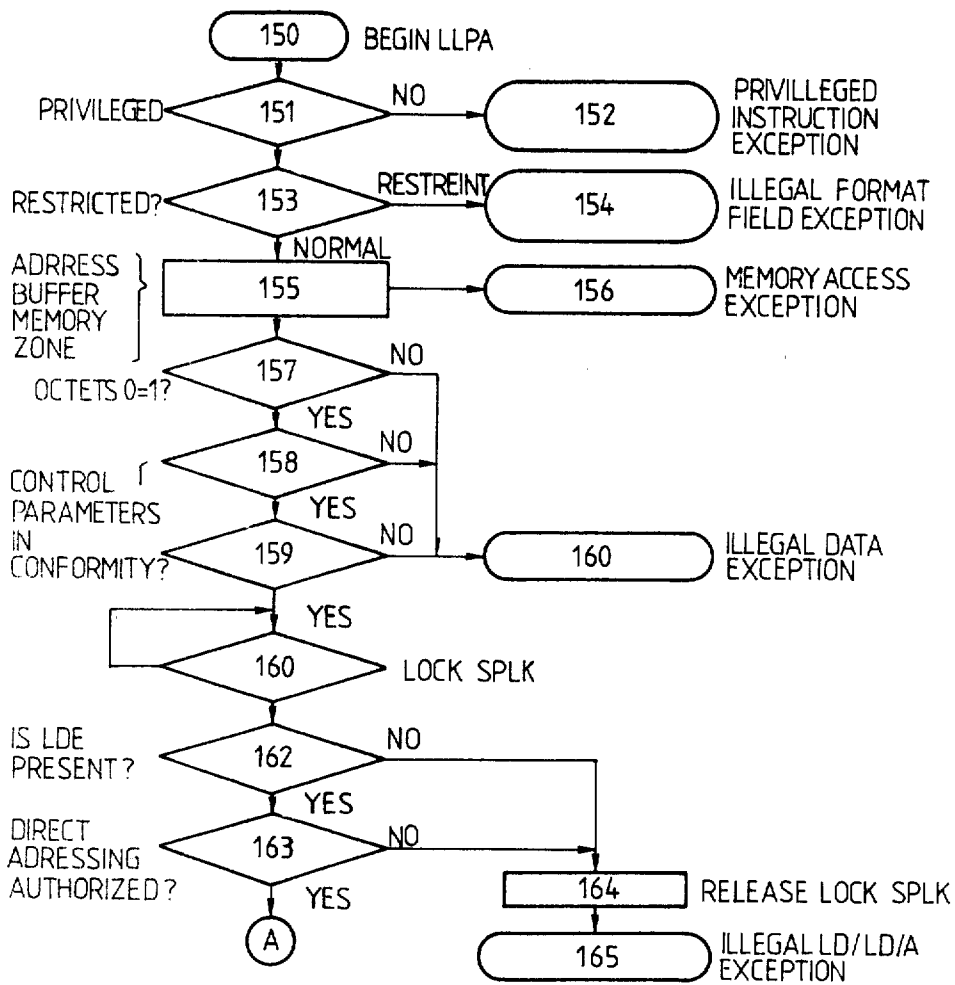 150 BEGIN LLPA
PRIVILEGED 151 NO 152 PRIVILLEGED
INSTRUCTION
EXCEPTION
RESTRICTED? 153 RESTREINT 154 ILLEGAL FORMAT
FIELD EXCEPTION
NORMAL
ADRRESS
BUFFER
MEMORY
ZONE
155 156 MEMORY ACCESS
EXCEPTION
OCTETS 0=1? 157 NO
YES
158 NO
YES
CONTROL
PARAMETERS
IN
CONFORMITY?
159 NO 160 ILLEGAL DATA
EXCEPTION
YES
160 LOCK SPLK
IS LDE
PRESENT?
162 NO
YES
DIRECT
ADRESSING
AUTHORIZED?
163 NO
YES
164 RELEASE LOCK SPLK
A
165 ILLEGAL LD/LD/A
EXCEPTION